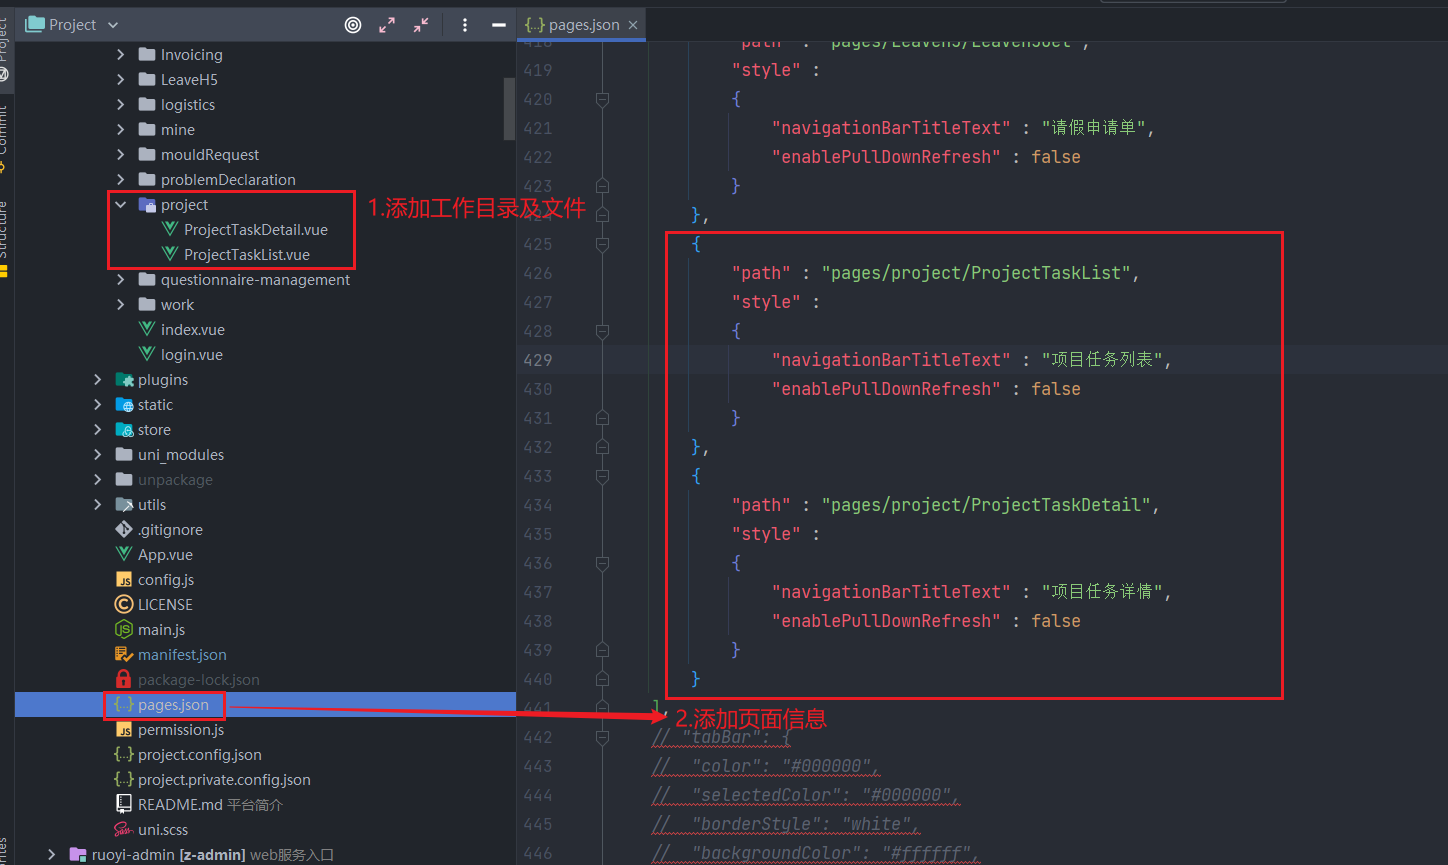 Project
pages.json
Project
Commit
Structure
Invoicing
LeaveH5
logistics
mine
mouldRequest
problemDeclaration
project
ProjectTaskDetail.vue
ProjectTaskList.vue
questionnaire-management
work
index.vue
login.vue
plugins
static
store
uni_modules
unpackage
utils
.gitignore
App.vue
config.js
LICENSE
main.js
manifest.json
package-lock.json
pages.json
permission.js
project.config.json
project.private.config.json
README.md 平台简介
uni.scss
ruoyi-admin [z-admin] web服务入口
1.添加工作目录及文件
418 "path" :
419 "style" :
420 {
421 "navigationBarTitleText" : "请假申请单",
422 "enablePullDownRefresh" : false
423 }
424 },
425 {
426 "path" : "pages/project/ProjectTaskList",
427 "style" :
428 {
429 "navigationBarTitleText" : "项目任务列表",
430 "enablePullDownRefresh" : false
431 }
432 },
433 {
434 "path" : "pages/project/ProjectTaskDetail",
435 "style" :
436 {
437 "navigationBarTitleText" : "项目任务详情",
438 "enablePullDownRefresh" : false
439 }
440 }
441 ],
2.添加页面信息
442 // "tabBar": {
443 // "color": "#000000",
444 // "selectedColor": "#000000",
445 // "borderStyle": "white",
446 // "backgroundColor": "#ffffff",